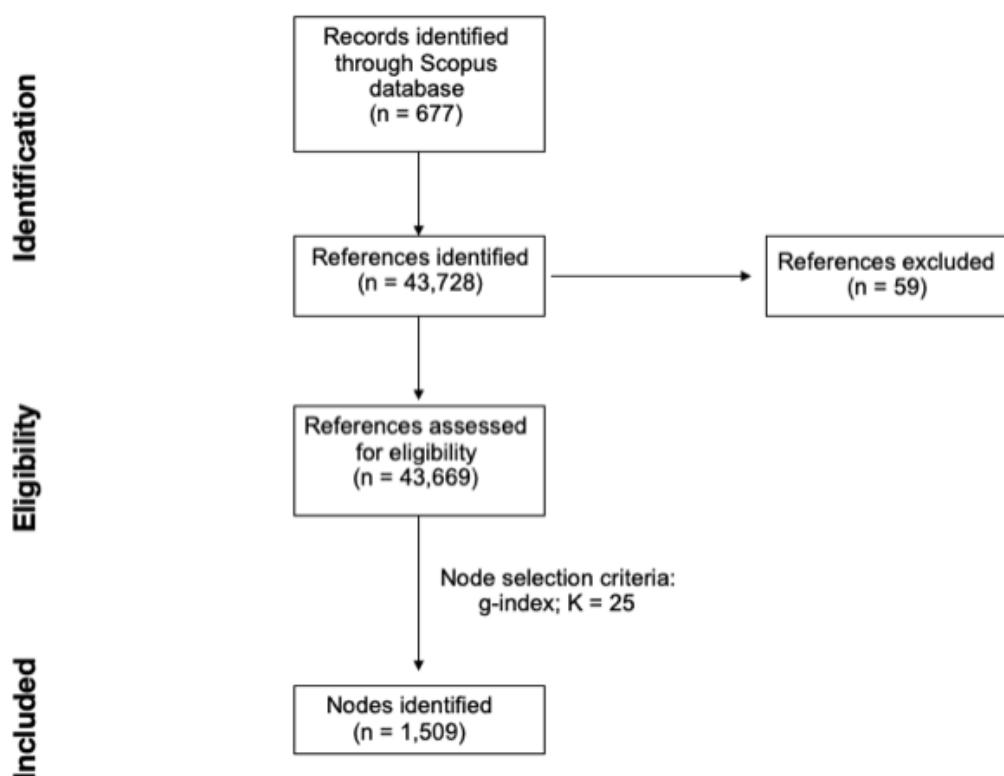 Identification
Records identified
through Scopus
database
(n = 677)
References identified
(n = 43,728)
References excluded
(n = 59)
Eligibility
References assessed
for eligibility
(n = 43,669)
Node selection criteria:
g-index; K = 25
Included
Nodes identified
(n = 1,509)